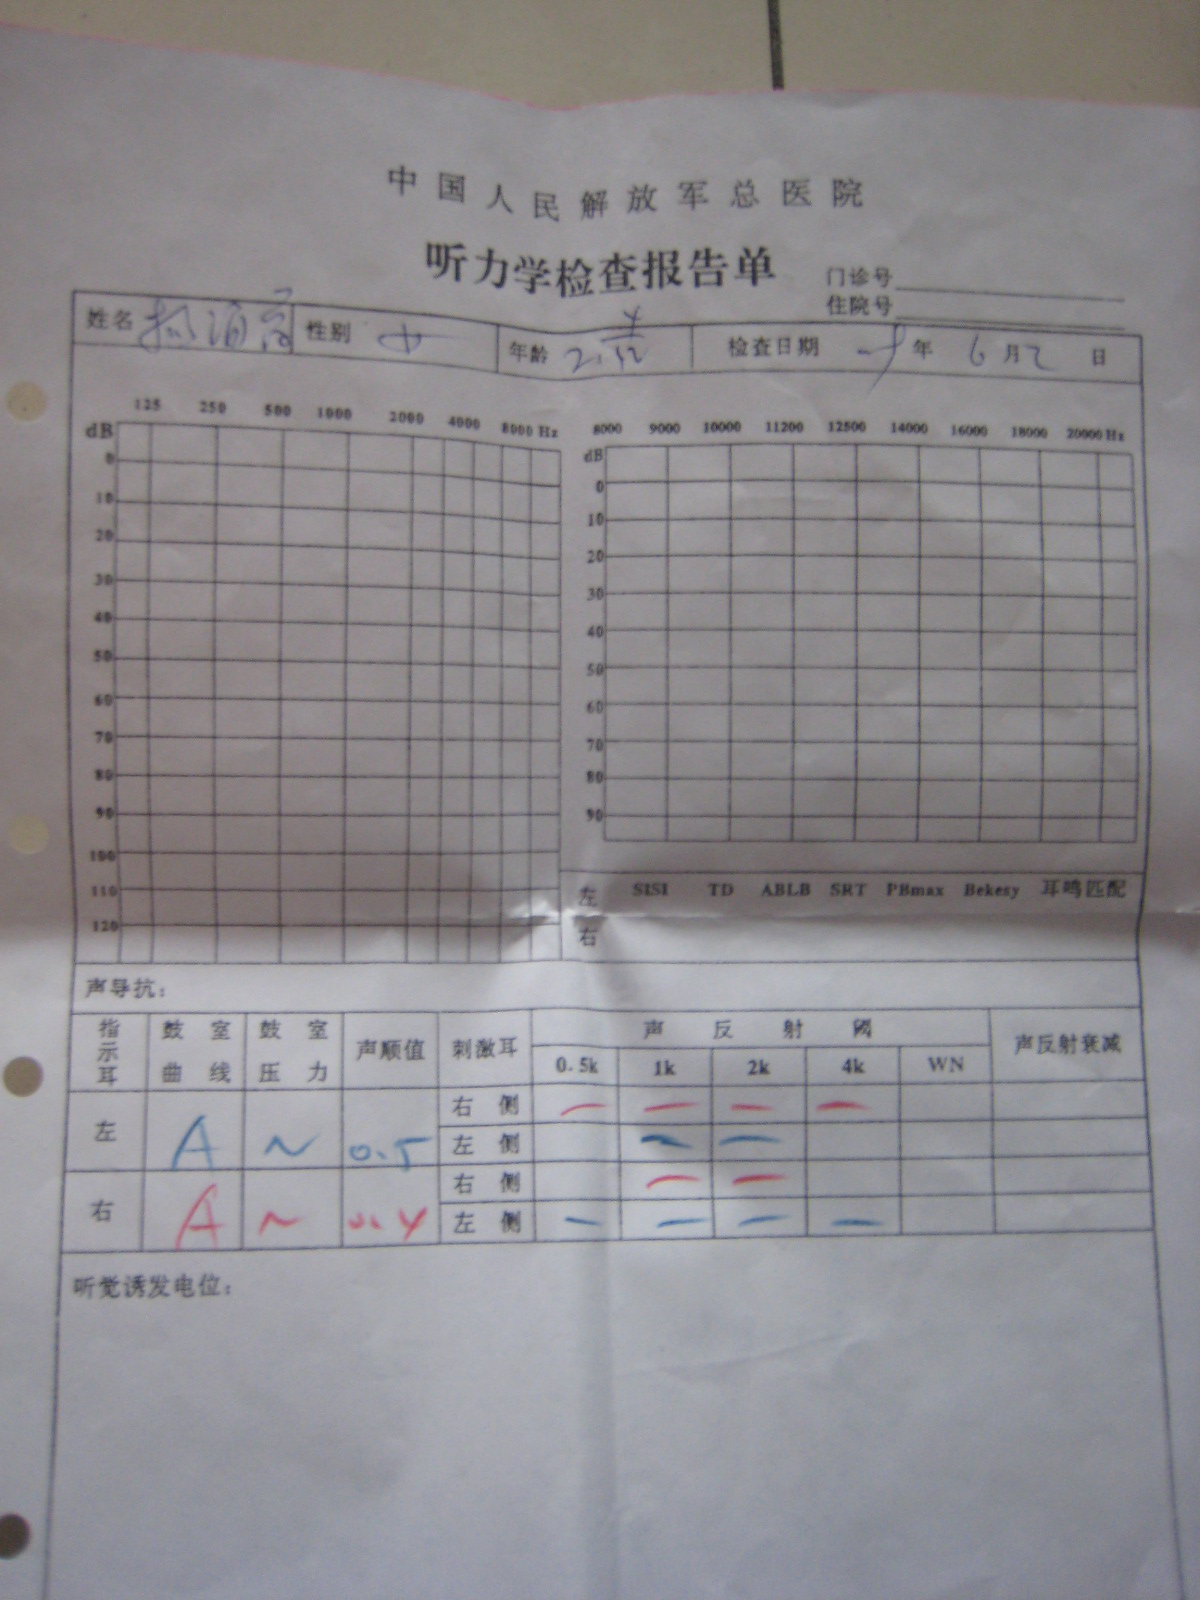 中国人民解放军总医院
听力学检查报告单
门诊号
住院号
姓名 性别 女 年龄 检查日期 年 6 月 2 日
125 250 500 1000 2000 4000 8000 Hz
dB
0
10
20
30
40
50
60
70
80
90
100
110
120
8000 9000 10000 11200 12500 14000 16000 18000 20000 Hz
dB
0
10
20
30
40
50
60
70
80
90
左 SISI TD ABLB SRT PBmax Bekesy 耳鸣匹配
右
声导抗：
指示耳 鼓室曲线 鼓室压力 声顺值 刺激耳 声反射阈 声反射衰减
0.5k 1k 2k 4k WN
左 A ~ 0.5 右侧 — — — —
左侧 — —
右 A ~ 0.4 右侧 — —
左侧 — — — —
听觉诱发电位：